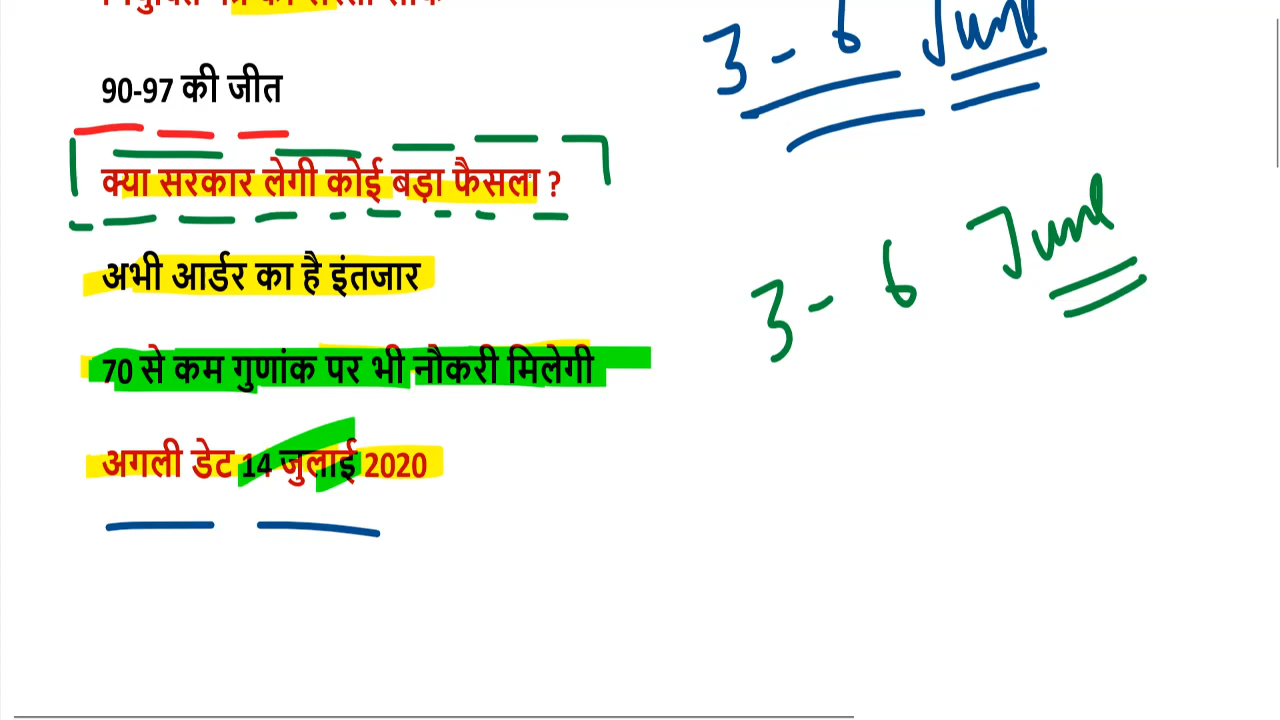 90-97 की जीत
क्या सरकार लेगी कोई बड़ा फैसला ?
अभी आर्डर का है इंतजार
70 से कम गुणांक पर भी नौकरी मिलेगी
अगली डेट 14 जुलाई 2020
3 - 6 June
3 - 6 June